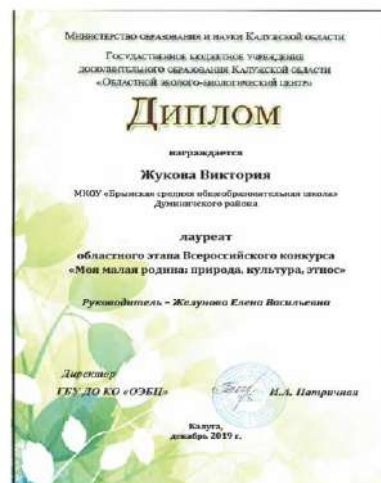 Министерство образования и науки Калужской области
Государственное бюджетное учреждение
дополнительного образования Калужской области
«Областной эколого-биологический центр»
Диплом
награждается
Жукова Виктория
МКОУ «Брынская средняя общеобразовательная школа»
Думиничского района
лауреат
областного этапа Всероссийского конкурса
«Моя малая родина: природа, культура, этнос»
Руководитель – Желунова Елена Васильевна
Директор
ГБУ ДО КО «ОЭБЦ»
И.А. Патричная
Калуга,
декабрь 2019 г.